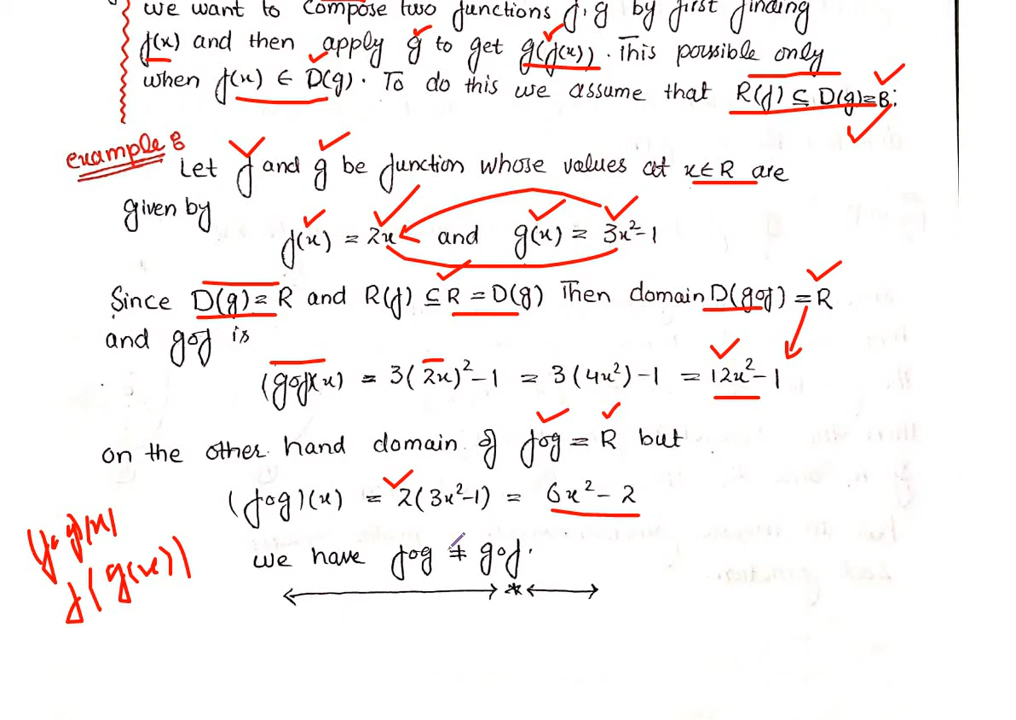 we want to compose two functions f, g by first finding
f(x) and then apply g to get g(f(x)). This possible only
when f(x) ∈ D(g). To do this we assume that R(f) ⊆ D(g)=B.
example 8
Let f and g be function whose values at x∈R are
given by
f(x) = 2x and g(x) = 3x²-1
Since D(g)=R and R(f) ⊆ R = D(g) Then domain D(gof) = R
and gof is
(gof)(x) = 3(2x)²-1 = 3(4x²)-1 = 12x²-1
on the other hand domain of fog = R but
(fog)(x) = 2(3x²-1) = 6x²-2
we have fog ≠ gof.
(fog)(x)
f(g(x))